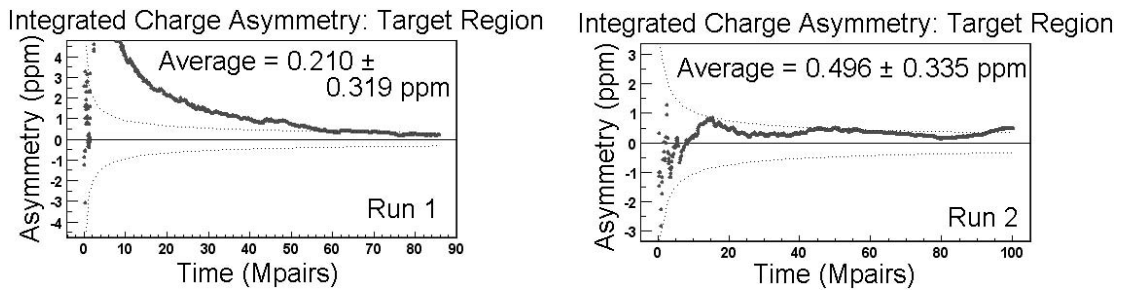 Integrated Charge Asymmetry: Target Region
Average = 0.210 ±
0.319 ppm
Asymmetry (ppm)
4
3
2
1
0
-1
-2
-3
-4
Run 1
0 10 20 30 40 50 60 70 80 90
Time (Mpairs)
Integrated Charge Asymmetry: Target Region
Average = 0.496 ± 0.335 ppm
Asymmetry (ppm)
3
2
1
0
-1
-2
-3
Run 2
0 20 40 60 80 100
Time (Mpairs)